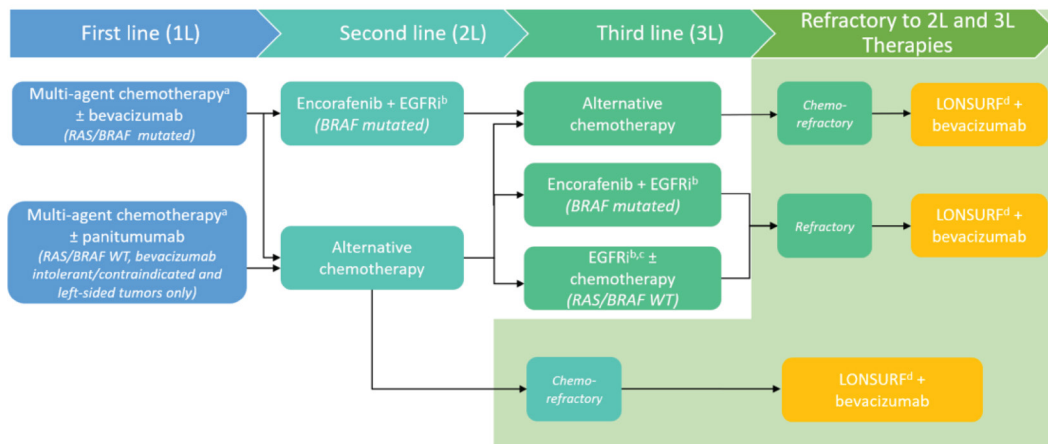 First line (1L)
Second line (2L)
Third line (3L)
Refractory to 2L and 3L
Therapies
Multi-agent chemotherapyᵃ
± bevacizumab
(RAS/BRAF mutated)
Encorafenib + EGFRiᵇ
(BRAF mutated)
Alternative
chemotherapy
Chemo-
refractory
LONSURFᵈ +
bevacizumab
Multi-agent chemotherapyᵃ
± panitumumab
(RAS/BRAF WT, bevacizumab
intolerant/contraindicated and
left-sided tumors only)
Alternative
chemotherapy
Encorafenib + EGFRiᵇ
(BRAF mutated)
EGFRiᵇ,ᶜ ±
chemotherapy
(RAS/BRAF WT)
Refractory
LONSURFᵈ +
bevacizumab
Chemo-
refractory
LONSURFᵈ +
bevacizumab